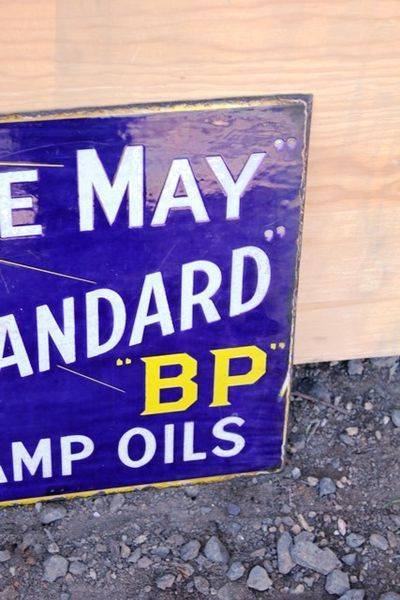 E MAY"
ANDARD"
"BP"
AMP OILS